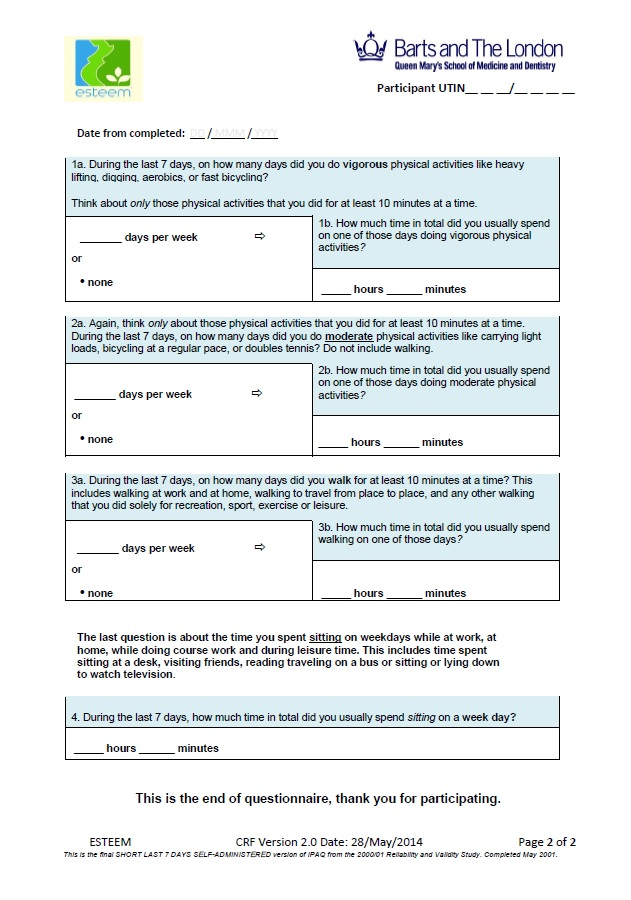 esteem
Barts and The London
Queen Mary's School of Medicine and Dentistry
Participant UTIN__ __ __/__ __ __ __
Date from completed: DD / MMM / YYYY
1a. During the last 7 days, on how many days did you do vigorous physical activities like heavy
lifting, digging, aerobics, or fast bicycling?
Think about only those physical activities that you did for at least 10 minutes at a time.
_______ days per week ⇨
or
• none
1b. How much time in total did you usually spend
on one of those days doing vigorous physical
activities?
_____ hours ______ minutes
2a. Again, think only about those physical activities that you did for at least 10 minutes at a time.
During the last 7 days, on how many days did you do moderate physical activities like carrying light
loads, bicycling at a regular pace, or doubles tennis? Do not include walking.
_______ days per week ⇨
or
• none
2b. How much time in total did you usually spend
on one of those days doing moderate physical
activities?
_____ hours ______ minutes
3a. During the last 7 days, on how many days did you walk for at least 10 minutes at a time? This
includes walking at work and at home, walking to travel from place to place, and any other walking
that you did solely for recreation, sport, exercise or leisure.
_______ days per week ⇨
or
• none
3b. How much time in total did you usually spend
walking on one of those days?
_____ hours ______ minutes
The last question is about the time you spent sitting on weekdays while at work, at
home, while doing course work and during leisure time. This includes time spent
sitting at a desk, visiting friends, reading traveling on a bus or sitting or lying down
to watch television.
4. During the last 7 days, how much time in total did you usually spend sitting on a week day?
_____ hours ______ minutes
This is the end of questionnaire, thank you for participating.
ESTEEM CRF Version 2.0 Date: 28/May/2014 Page 2 of 2
This is the final SHORT LAST 7 DAYS SELF-ADMINISTERED version of IPAQ from the 2000/01 Reliability and Validity Study. Completed May 2001.